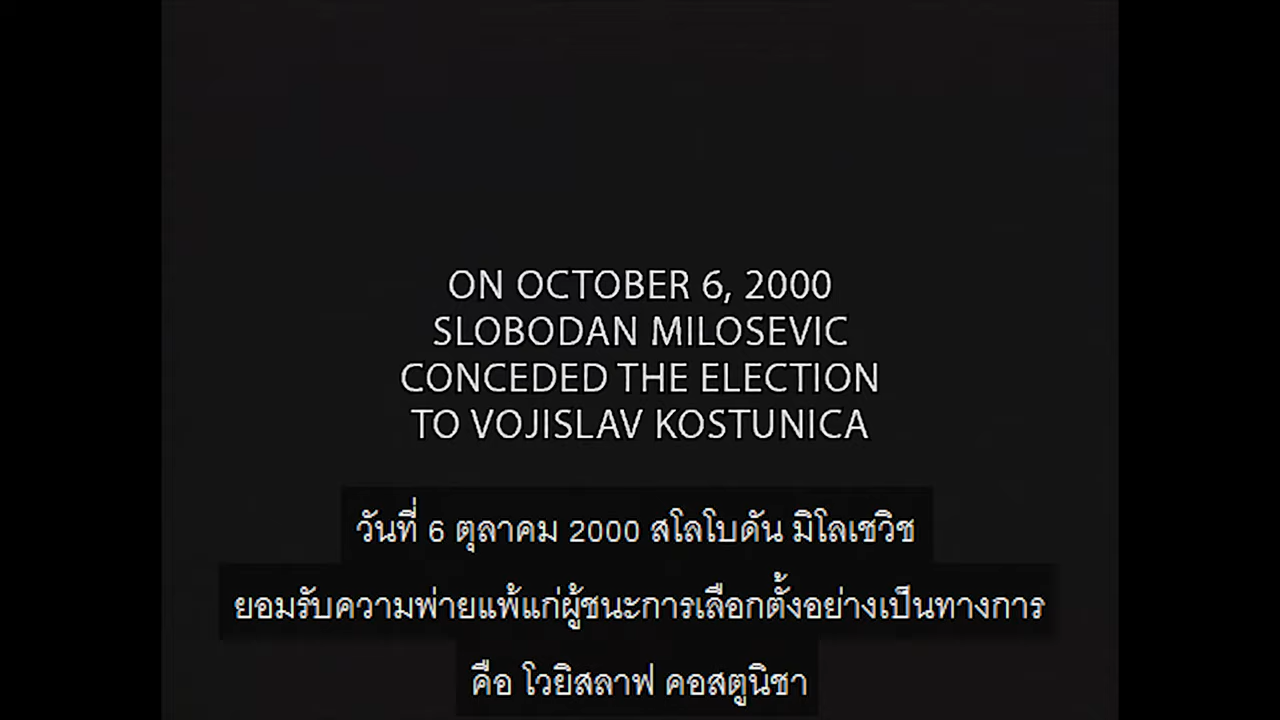 ON OCTOBER 6, 2000
SLOBODAN MILOSEVIC
CONCEDED THE ELECTION
TO VOJISLAV KOSTUNICA
วันที่ 6 ตุลาคม 2000 สโลโบดัน มิโลเชวิช
ยอมรับความพ่ายแพ้แก่ผู้ชนะการเลือกตั้งอย่างเป็นทางการ
คือ โวยิสลาฟ คอสตูนิชา